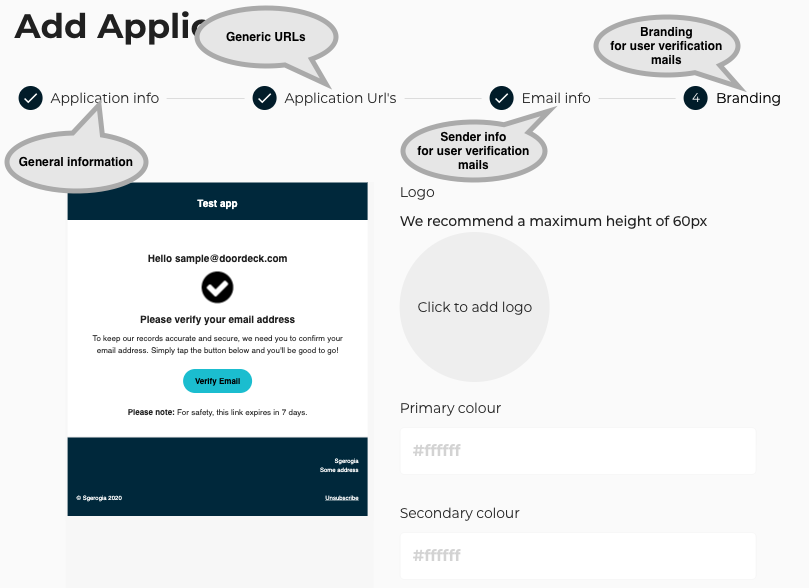 Add Applic
Generic URLs
Branding
for user verification
mails
Application info
Application Url's
Email info
4
Branding
General information
Sender info
for user verification
mails
Test app
Hello sample@doordeck.com
Please verify your email address
To keep our records accurate and secure, we need you to confirm your
email address. Simply tap the button below and you'll be good to go!
Verify Email
Please note: For safety, this link expires in 7 days.
Sgerogia
Some address
© Sgerogia 2020
Unsubscribe
Logo
We recommend a maximum height of 60px
Click to add logo
Primary colour
#ffffff
Secondary colour
#ffffff